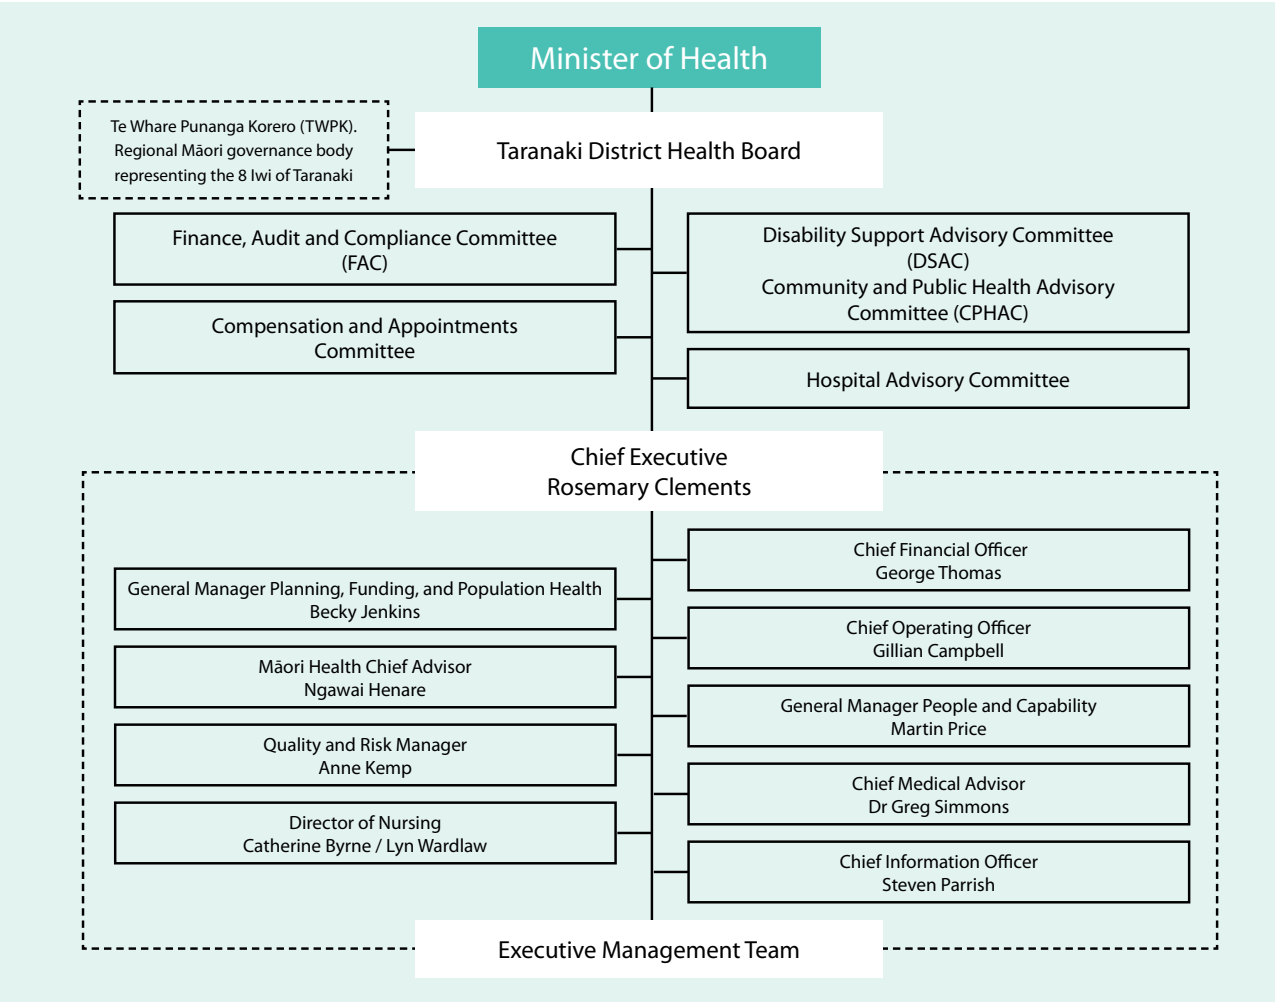 Minister of Health
Te Whare Punanga Korero (TWPK).
Regional Māori governance body
representing the 8 Iwi of Taranaki
Taranaki District Health Board
Finance, Audit and Compliance Committee
(FAC)
Disability Support Advisory Committee
(DSAC)
Community and Public Health Advisory
Committee (CPHAC)
Compensation and Appointments
Committee
Hospital Advisory Committee
Chief Executive
Rosemary Clements
General Manager Planning, Funding, and Population Health
Becky Jenkins
Māori Health Chief Advisor
Ngawai Henare
Quality and Risk Manager
Anne Kemp
Director of Nursing
Catherine Byrne / Lyn Wardlaw
Chief Financial Officer
George Thomas
Chief Operating Officer
Gillian Campbell
General Manager People and Capability
Martin Price
Chief Medical Advisor
Dr Greg Simmons
Chief Information Officer
Steven Parrish
Executive Management Team